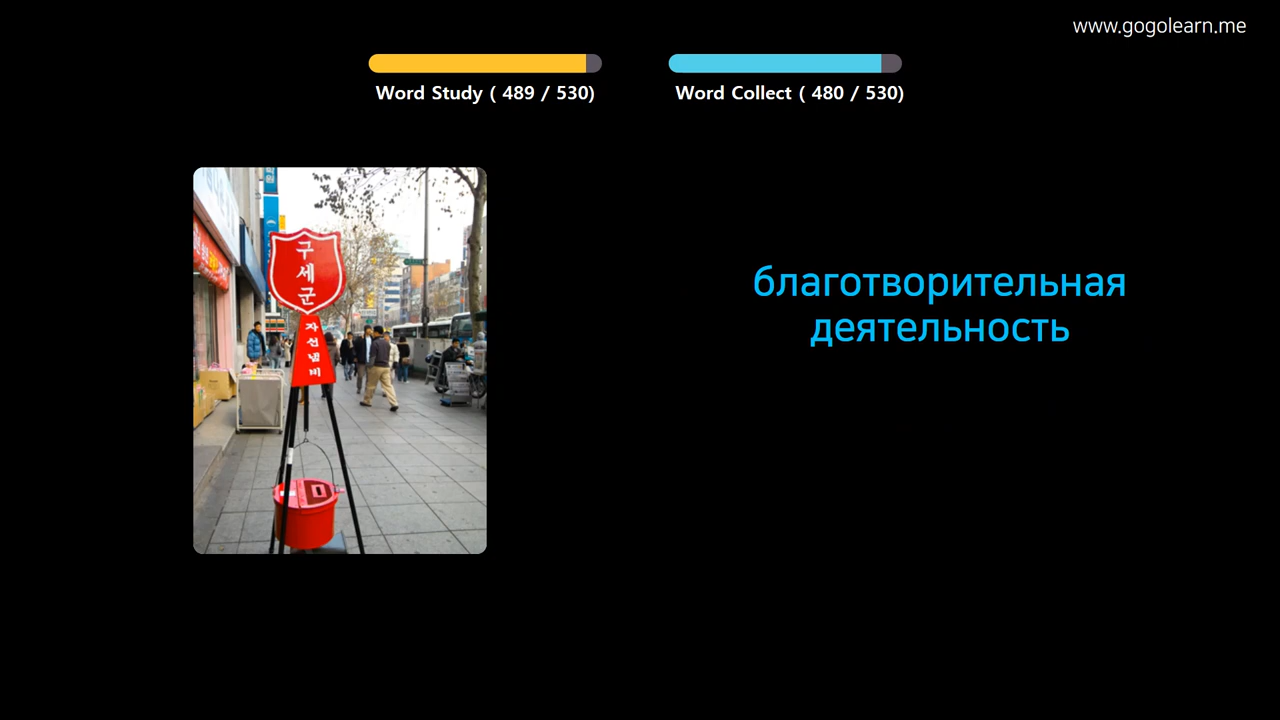 www.gogolearn.me
Word Study ( 489 / 530)
Word Collect ( 480 / 530)
구
세
군
자
선
냄
비
благотворительная
деятельность